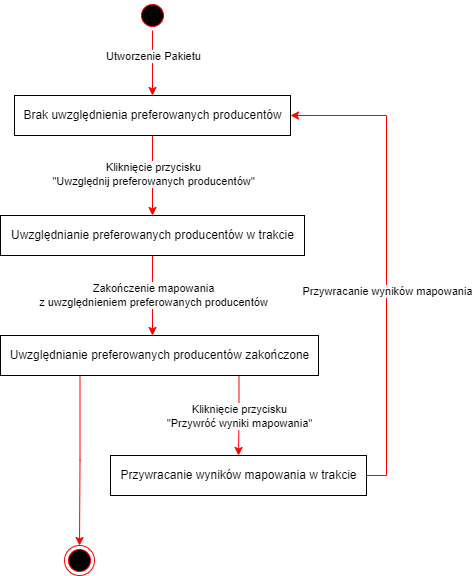 Utworzenie Pakietu
Brak uwzględnienia preferowanych producentów
Kliknięcie przycisku
"Uwzględnij preferowanych producentów"
Uwzględnianie preferowanych producentów w trakcie
Zakończenie mapowania
z uwzględnieniem preferowanych producentów
Przywracanie wyników mapowania
Uwzględnianie preferowanych producentów zakończone
Kliknięcie przycisku
"Przywróć wyniki mapowania"
Przywracanie wyników mapowania w trakcie